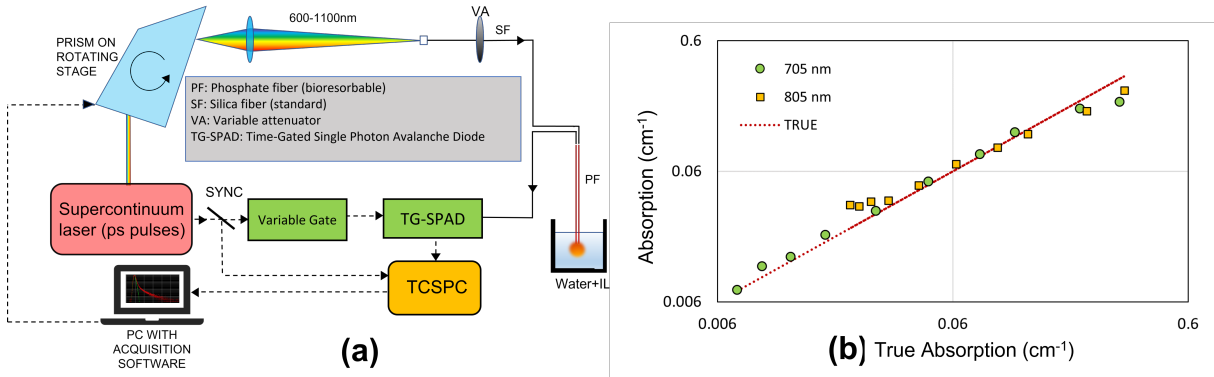 600-1100nm
VA
SF
PRISM ON
ROTATING
STAGE
PF: Phosphate fiber (bioresorbable)
SF: Silica fiber (standard)
VA: Variable attenuator
TG-SPAD: Time-Gated Single Photon Avalanche Diode
PF
SYNC
Supercontinuum
laser (ps pulses)
Variable Gate
TG-SPAD
TCSPC
Water+IL
PC WITH
ACQUISITION
SOFTWARE
(a)
0.6
0.06
0.006
Absorption (cm-1)
705 nm
805 nm
TRUE
0.006
0.06
0.6
(b)
True Absorption (cm-1)